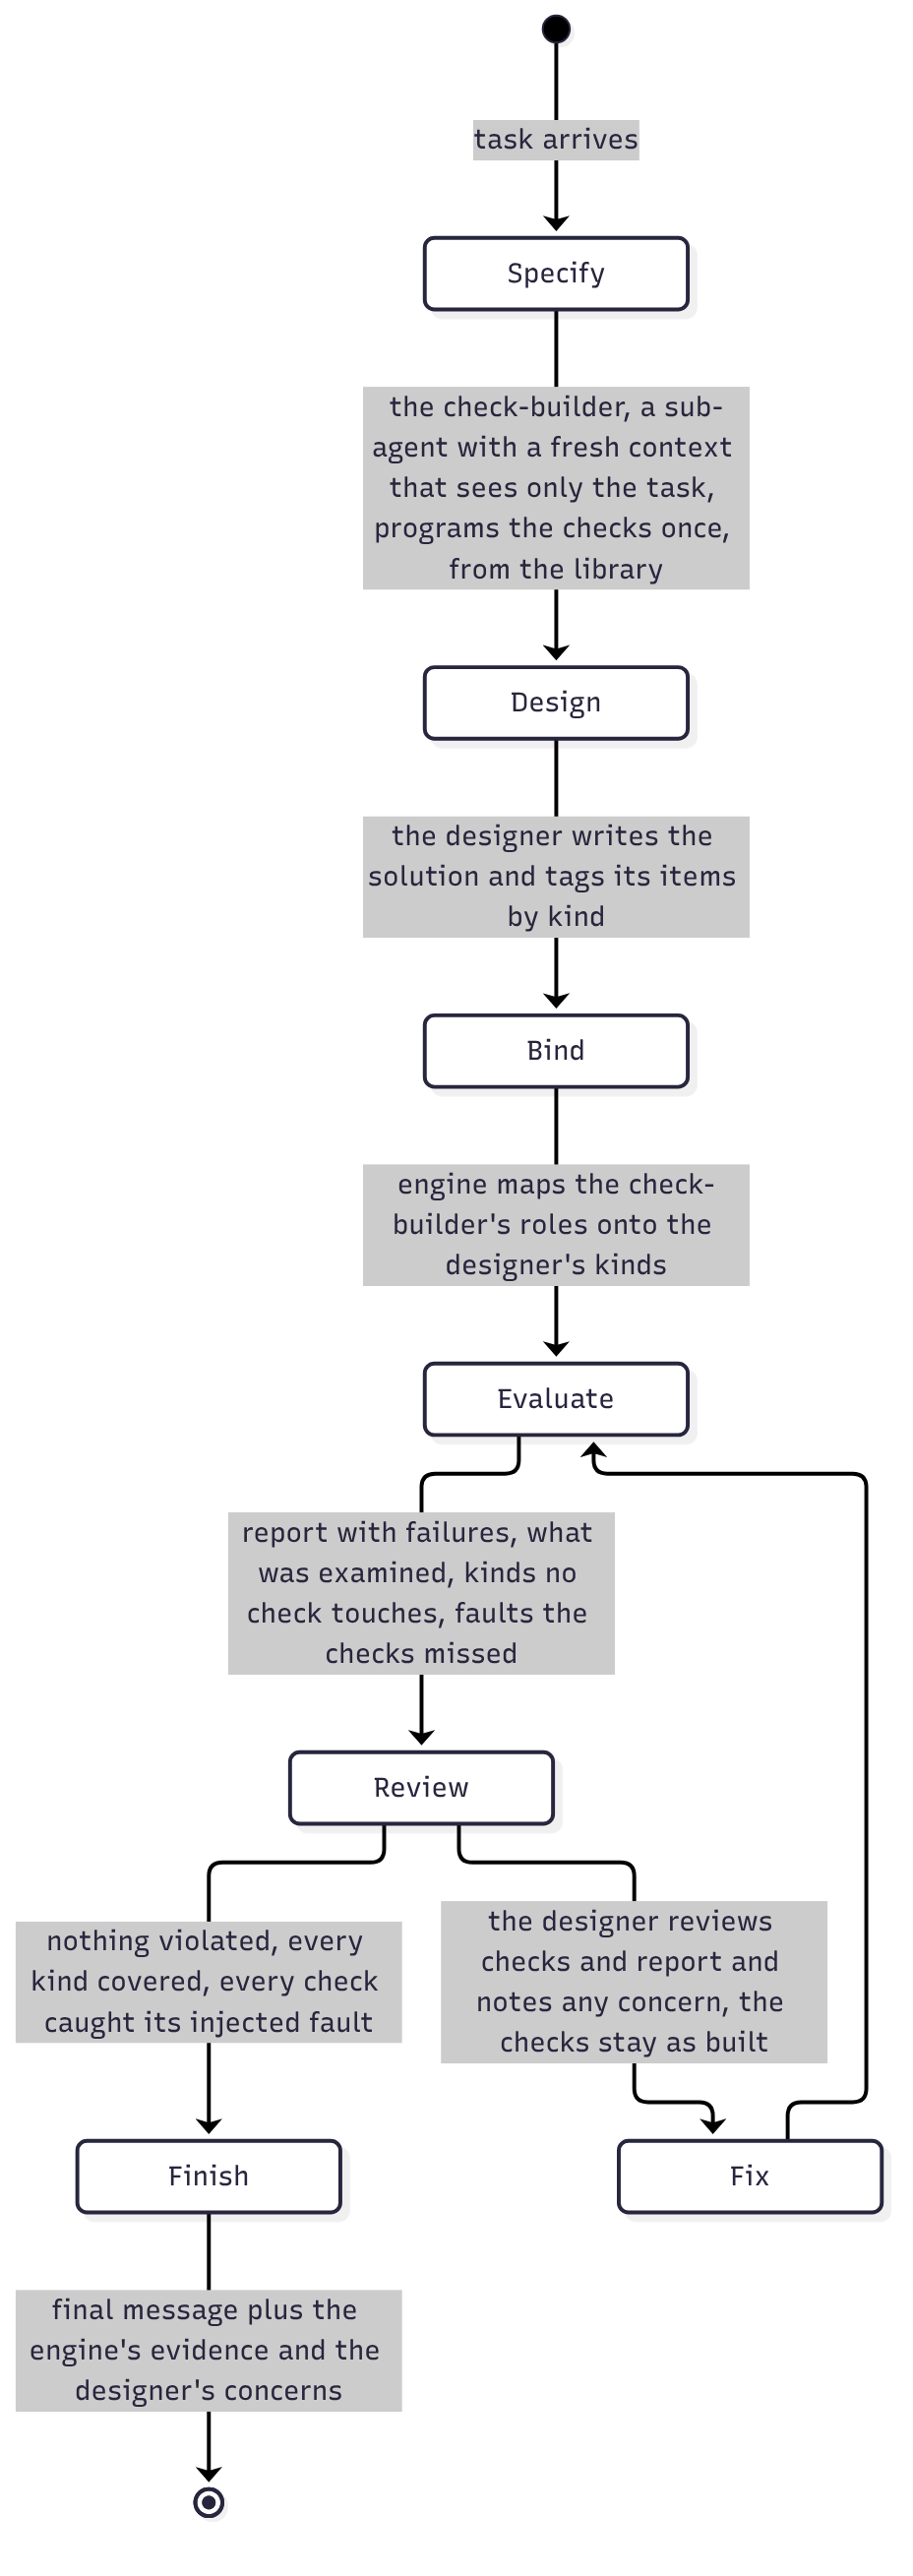 task arrives
Specify
the check-builder, a sub-
agent with a fresh context
that sees only the task,
programs the checks once,
from the library
Design
the designer writes the
solution and tags its items
by kind
Bind
engine maps the check-
builder's roles onto the
designer's kinds
Evaluate
report with failures, what
was examined, kinds no
check touches, faults the
checks missed
Review
nothing violated, every
kind covered, every check
caught its injected fault
the designer reviews
checks and report and
notes any concern, the
checks stay as built
Finish
Fix
final message plus the
engine's evidence and the
designer's concerns